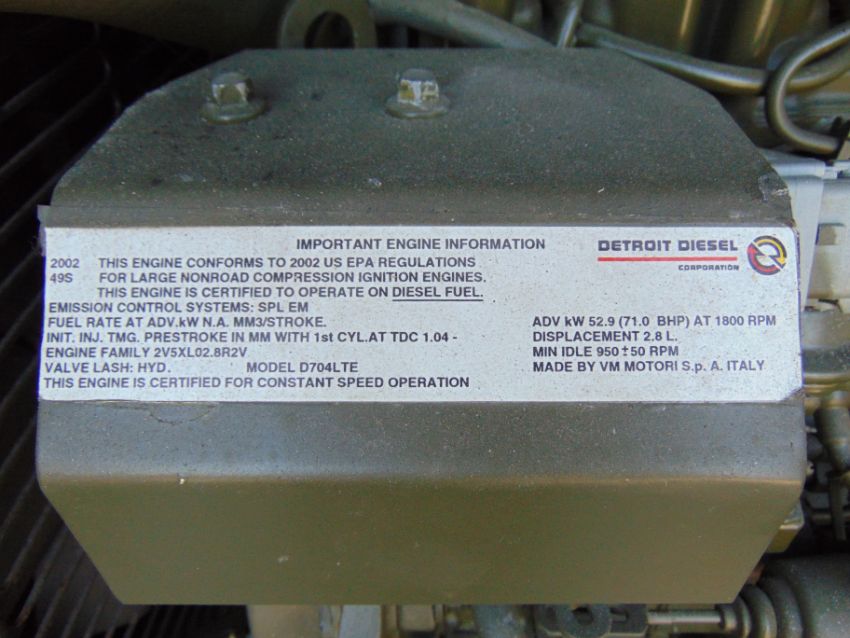 IMPORTANT ENGINE INFORMATION
DETROIT DIESEL
CORPORATION
2002 THIS ENGINE CONFORMS TO 2002 US EPA REGULATIONS
49S FOR LARGE NONROAD COMPRESSION IGNITION ENGINES.
THIS ENGINE IS CERTIFIED TO OPERATE ON DIESEL FUEL.
EMISSION CONTROL SYSTEMS: SPL EM
FUEL RATE AT ADV.kW N.A. MM3/STROKE.
INIT. INJ. TMG. PRESTROKE IN MM WITH 1st CYL.AT TDC 1.04 -
ENGINE FAMILY 2V5XL02.8R2V
VALVE LASH: HYD. MODEL D704LTE
THIS ENGINE IS CERTIFIED FOR CONSTANT SPEED OPERATION
ADV kW 52.9 (71.0 BHP) AT 1800 RPM
DISPLACEMENT 2.8 L.
MIN IDLE 950 ± 50 RPM
MADE BY VM MOTORI S.p. A. ITALY